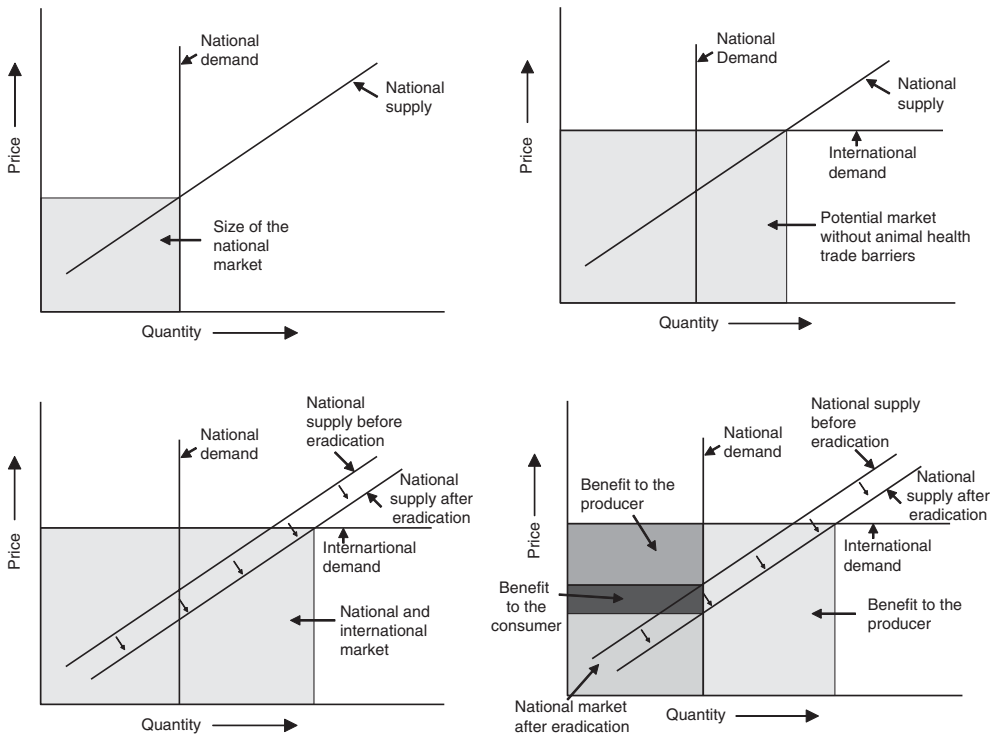 National
demand
National
supply
Price
Size of the
national
market
Quantity
National
Demand
National
supply
Price
International
demand
Potential market
without animal health
trade barriers
Quantity
National
supply before
eradication
National
demand
National
supply after
eradication
Price
Internartional
demand
National and
international
market
Quantity
National supply
before
eradication
National
demand
National
supply after
eradication
Benefit to the
producer
Price
International
demand
Benefit
to the
consumer
Benefit to the
producer
National market
after eradication
Quantity